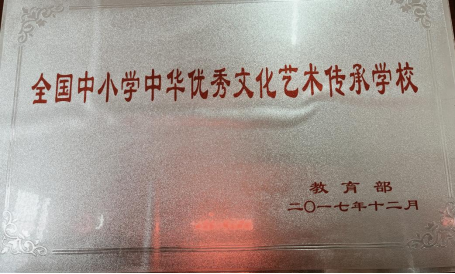 全国中小学中华优秀文化艺术传承学校
教育部
二〇一七年十二月